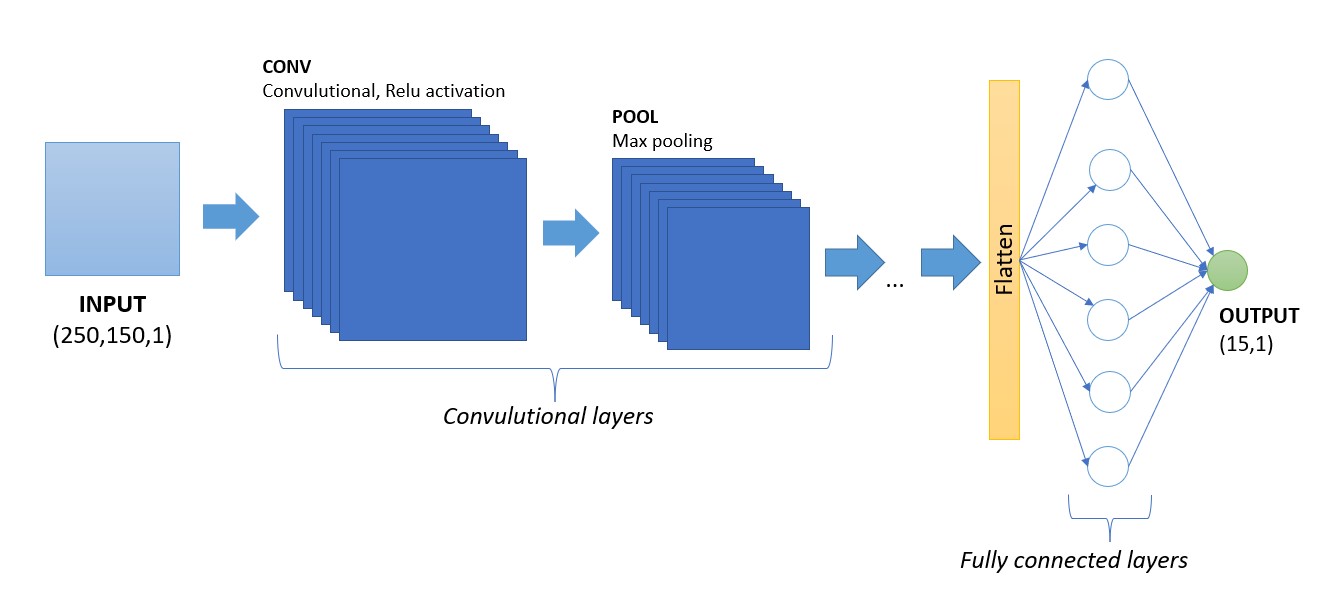 CONV
Convulutional, Relu activation
POOL
Max pooling
INPUT
(250,150,1)
...
Flatten
OUTPUT
(15,1)
Convulutional layers
Fully connected layers